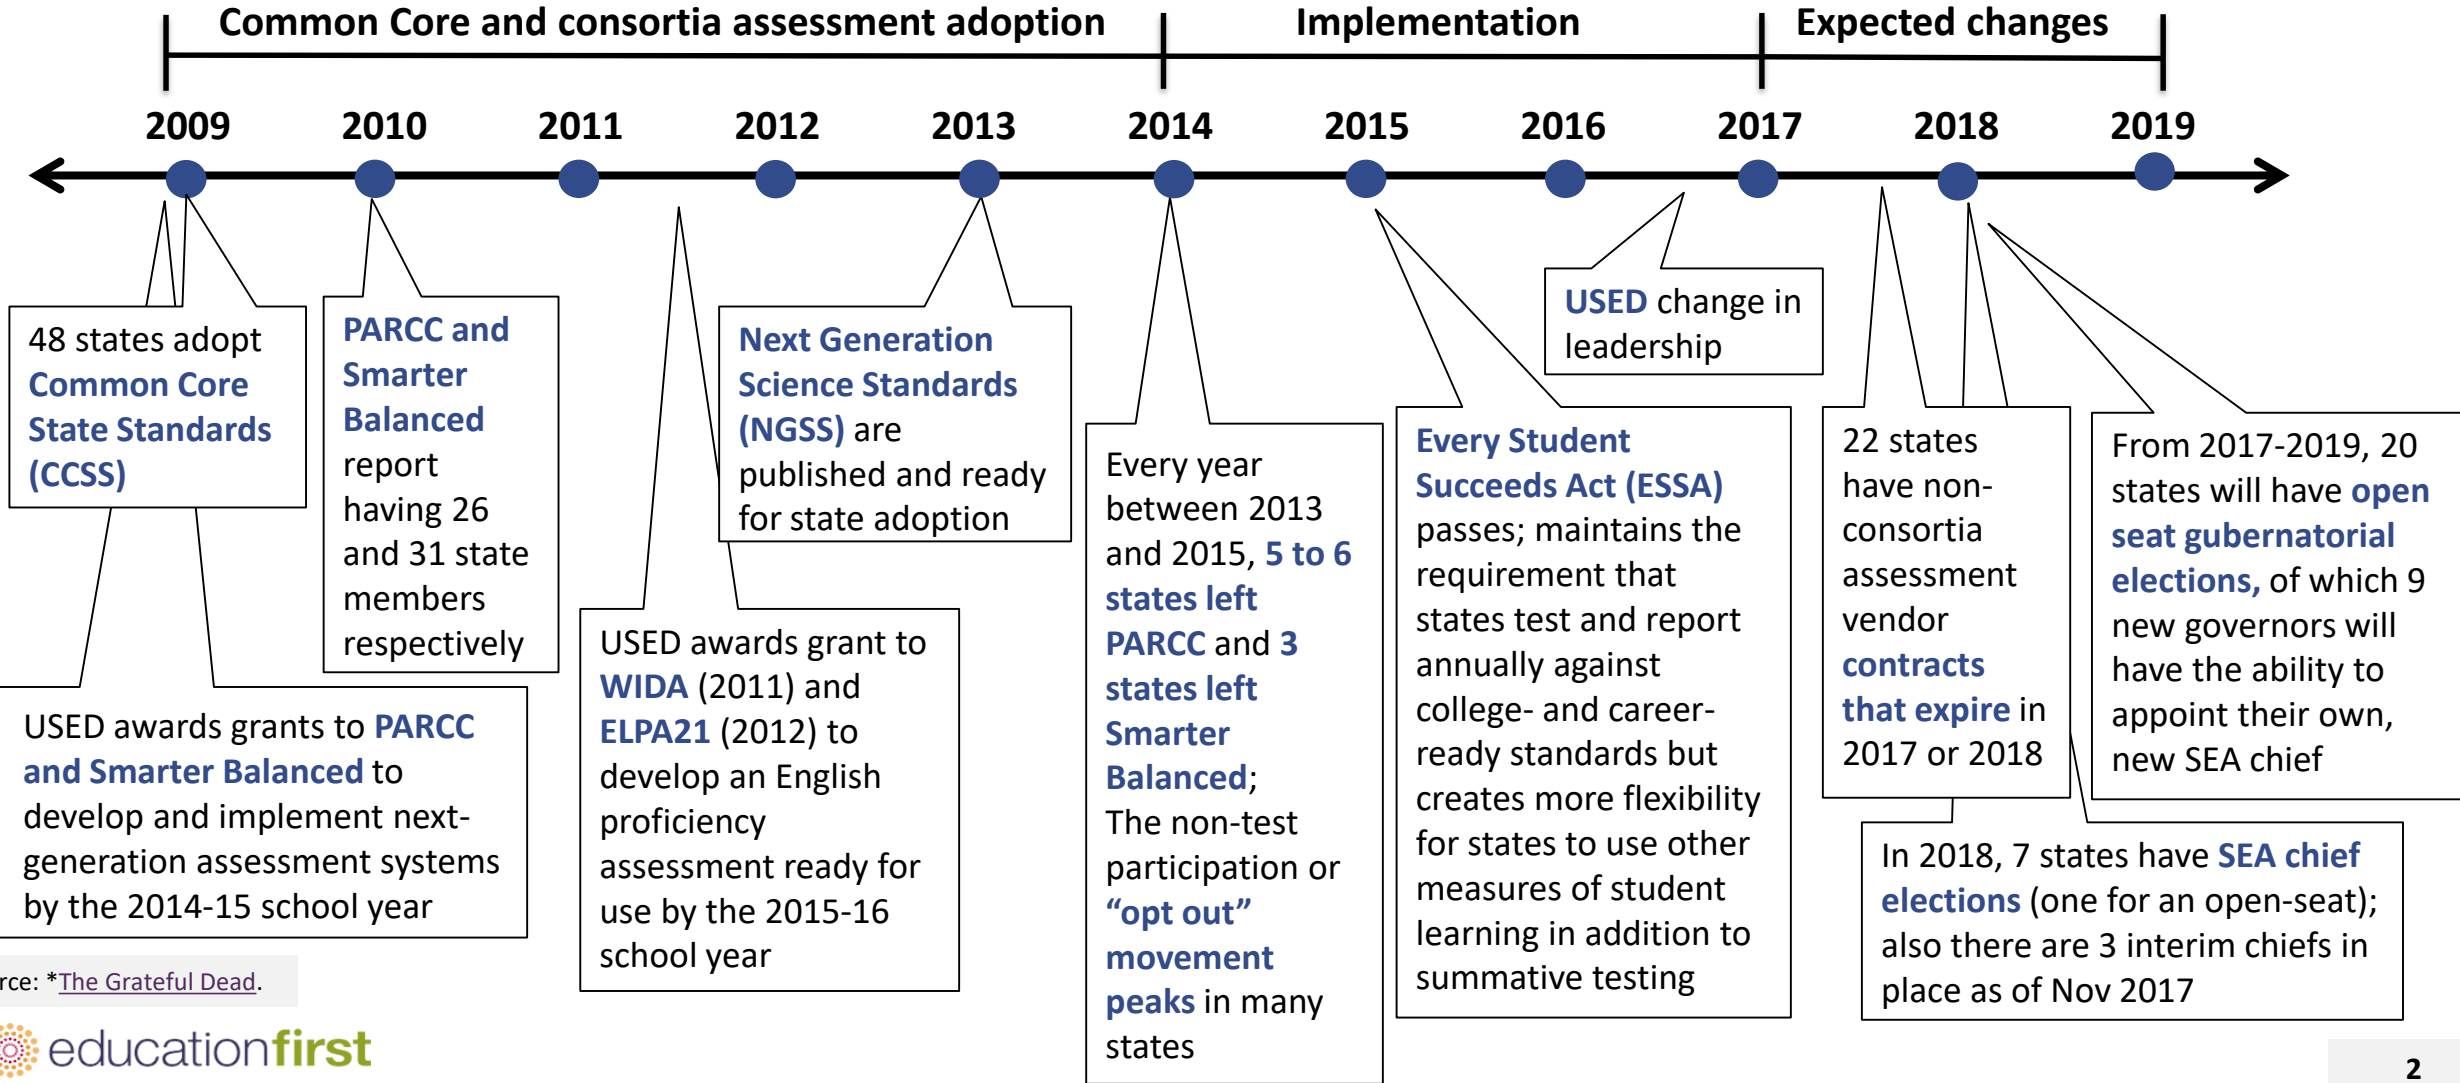 Common Core and consortia assessment adoption
Implementation
Expected changes
2009
2010
2011
2012
2013
2014
2015
2016
2017
2018
2019
48 states adopt
Common Core
State Standards
(CCSS)
USED awards grants to PARCC
and Smarter Balanced to
develop and implement next-
generation assessment systems
by the 2014-15 school year
PARCC and
Smarter
Balanced
report
having 26
and 31 state
members
respectively
USED awards grant to
WIDA (2011) and
ELPA21 (2012) to
develop an English
proficiency
assessment ready for
use by the 2015-16
school year
Next Generation
Science Standards
(NGSS) are
published and ready
for state adoption
Every year
between 2013
and 2015, 5 to 6
states left
PARCC and 3
states left
Smarter
Balanced;
The non-test
participation or
“opt out”
movement
peaks in many
states
Every Student
Succeeds Act (ESSA)
passes; maintains the
requirement that
states test and report
annually against
college- and career-
ready standards but
creates more flexibility
for states to use other
measures of student
learning in addition to
summative testing
USED change in
leadership
22 states
have non-
consortia
assessment
vendor
contracts
that expire in
2017 or 2018
In 2018, 7 states have SEA chief
elections (one for an open-seat);
also there are 3 interim chiefs in
place as of Nov 2017
From 2017-2019, 20
states will have open
seat gubernatorial
elections, of which 9
new governors will
have the ability to
appoint their own,
new SEA chief
rce: *The Grateful Dead.
educationfirst
2